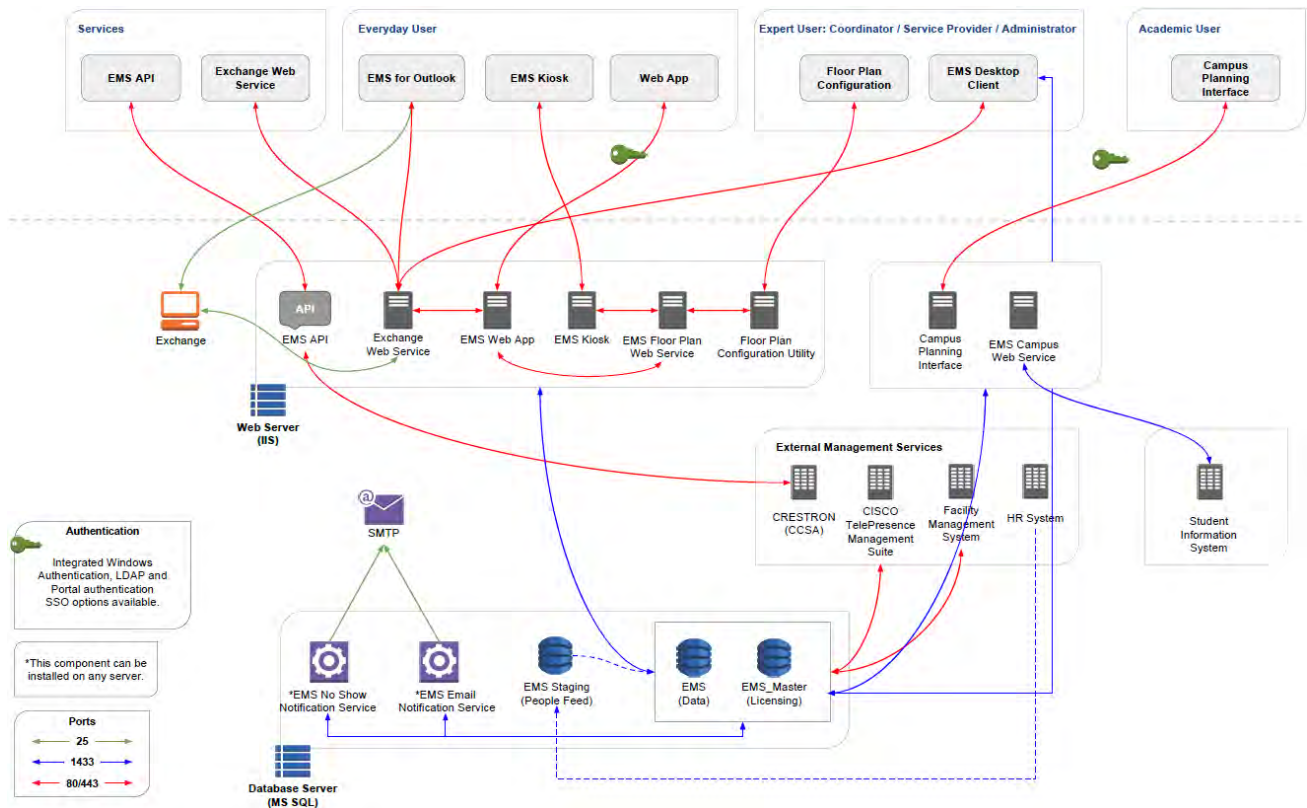 Services
EMS API
Exchange Web
Service
Everyday User
EMS for Outlook
EMS Kiosk
Web App
Expert User: Coordinator / Service Provider / Administrator
Floor Plan
Configuration
EMS Desktop
Client
Academic User
Campus
Planning
Interface
Exchange
API
EMS API
Exchange
Web Service
EMS Web App
EMS Kiosk
EMS Floor Plan
Web Service
Floor Plan
Configuration Utility
Web Server
(IIS)
Campus
Planning
Interface
EMS Campus
Web Service
External Management Services
CRESTRON
(CCSA)
CISCO
TelePresence
Management
Suite
Facility
Management
System
HR System
Student
Information
System
@
SMTP
Authentication
Integrated Windows
Authentication, LDAP and
Portal authentication
SSO options available.
*This component can be
installed on any server.
Ports
25
1433
80/443
*EMS No Show
Notification Service
*EMS Email
Notification Service
EMS Staging
(People Feed)
EMS
(Data)
EMS_Master
(Licensing)
Database Server
(MS SQL)